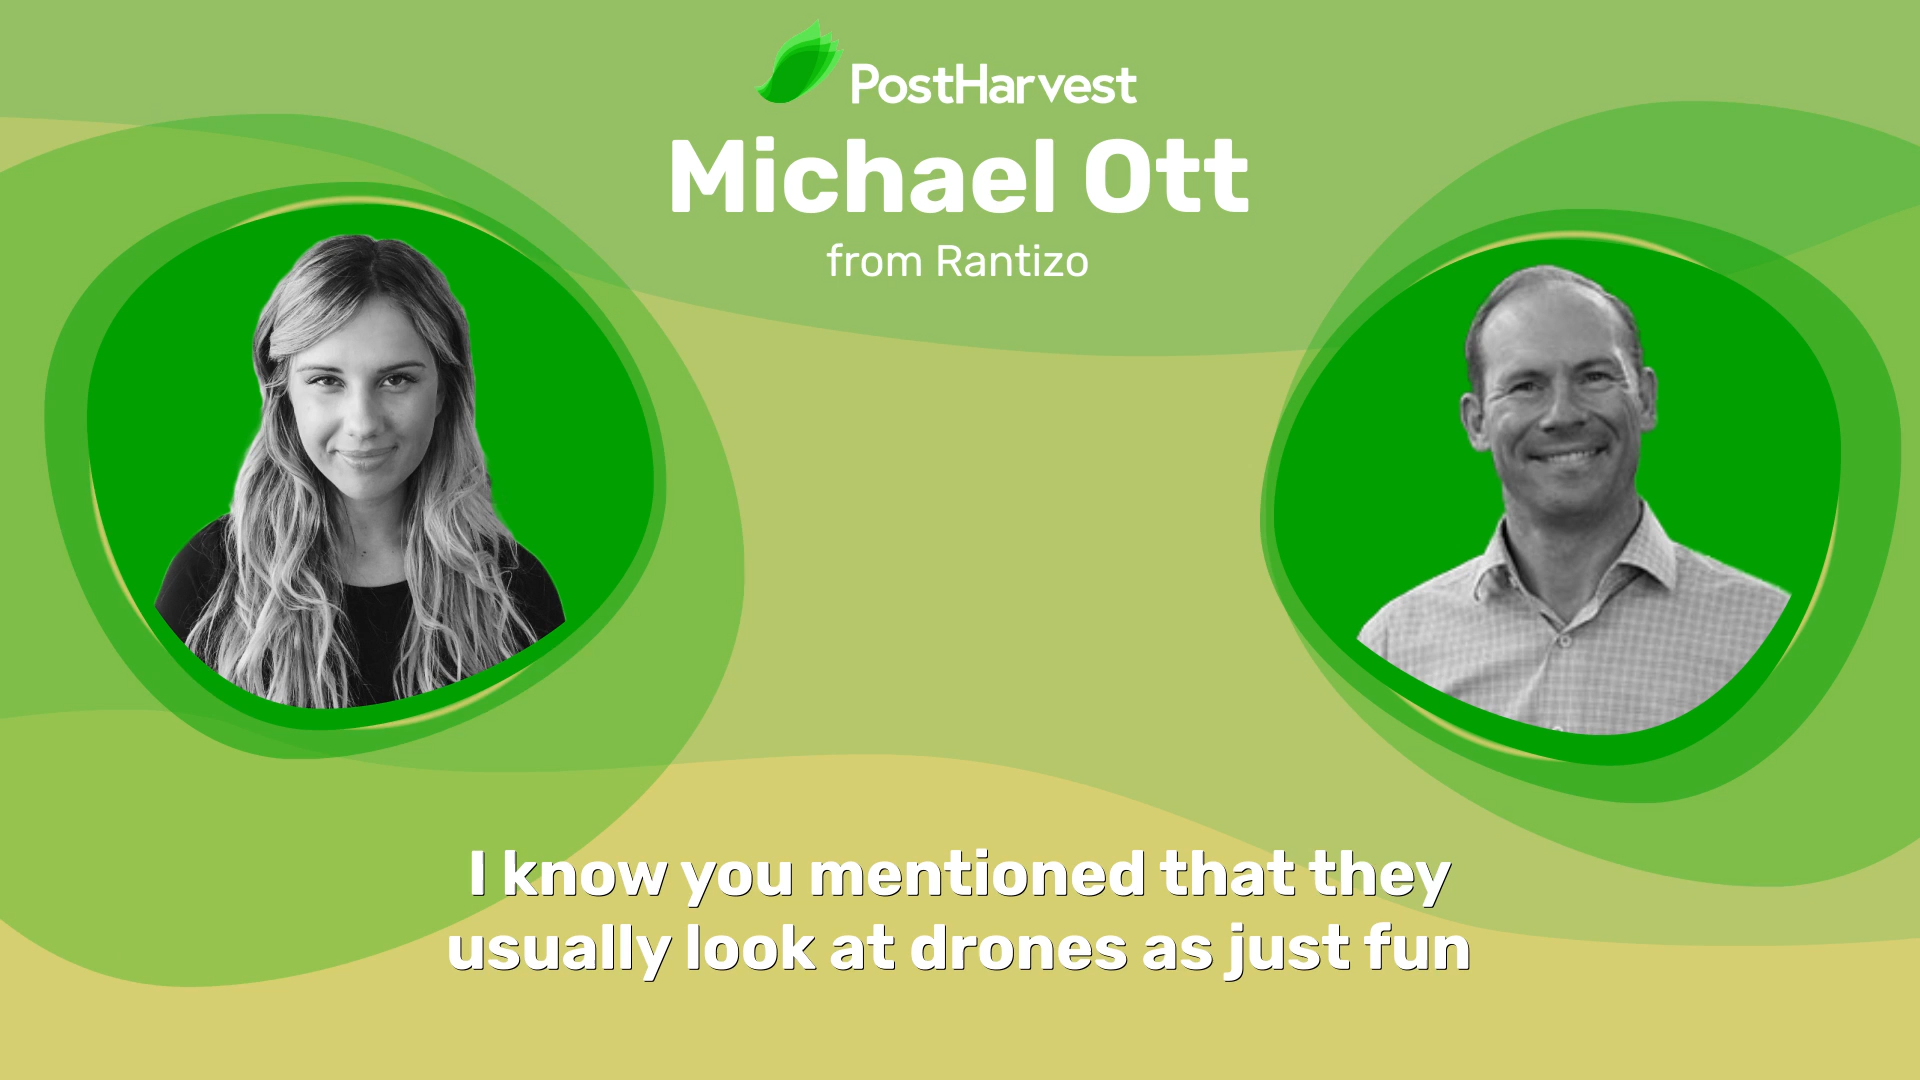 PostHarvest
Michael Ott
from Rantizo
I know you mentioned that they
usually look at drones as just fun